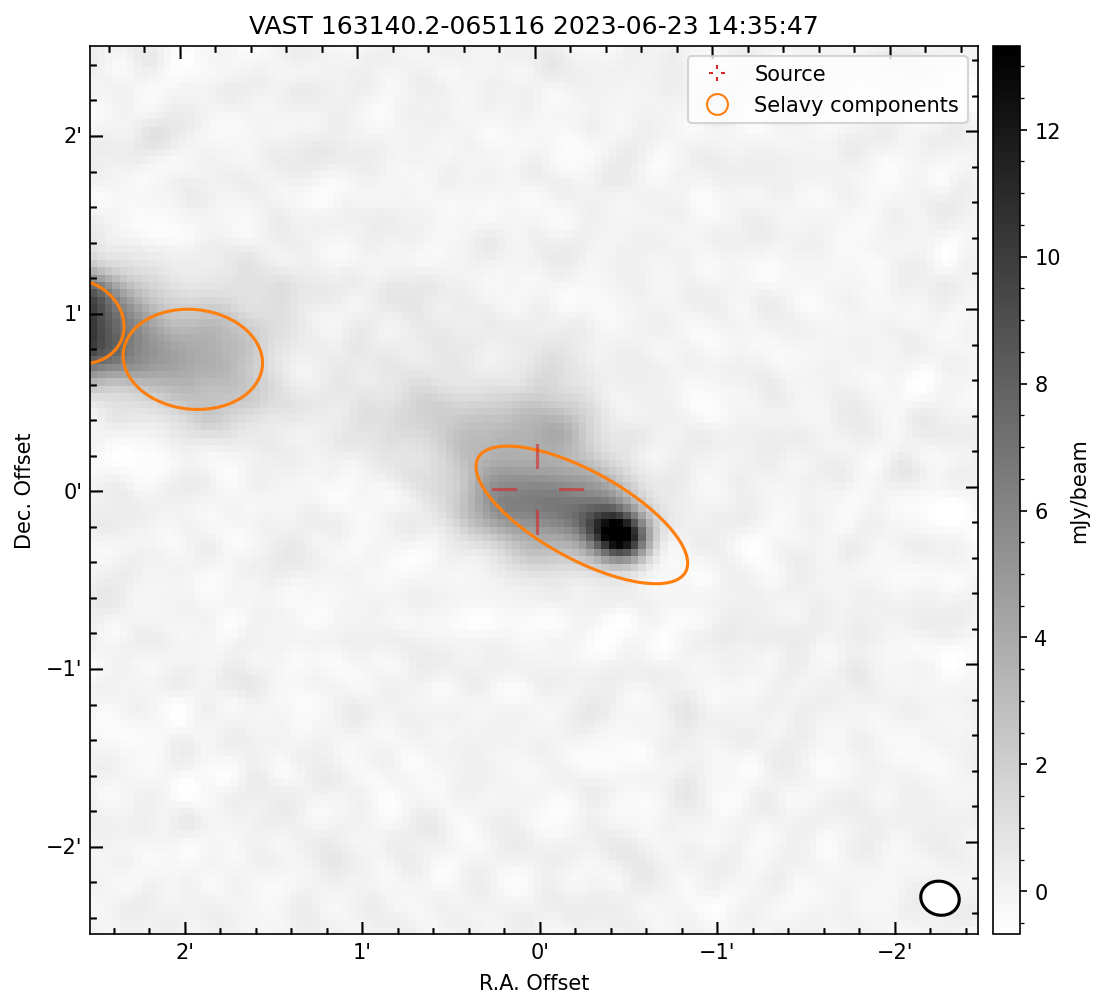 VAST 163140.2-065116 2023-06-23 14:35:47
Source
Selavy components
2'
1'
0'
−1'
−2'
Dec. Offset
2'
1'
0'
−1'
−2'
R.A. Offset
12
10
8
6
4
2
0
mJy/beam